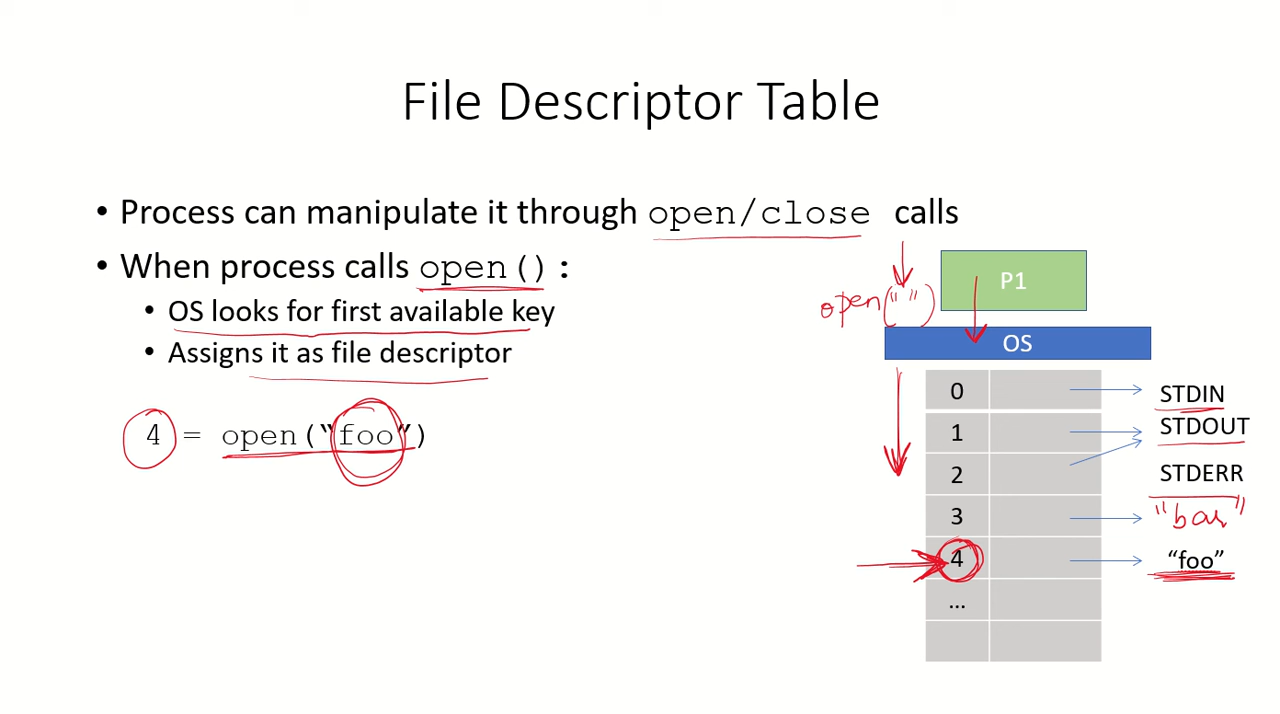 File Descriptor Table
• Process can manipulate it through open/close calls
• When process calls open():
• OS looks for first available key
• Assigns it as file descriptor
4 = open(“foo”)
open(" ")
P1
OS
0
STDIN
1
STDOUT
2
STDERR
3
"bar"
4
“foo”
...